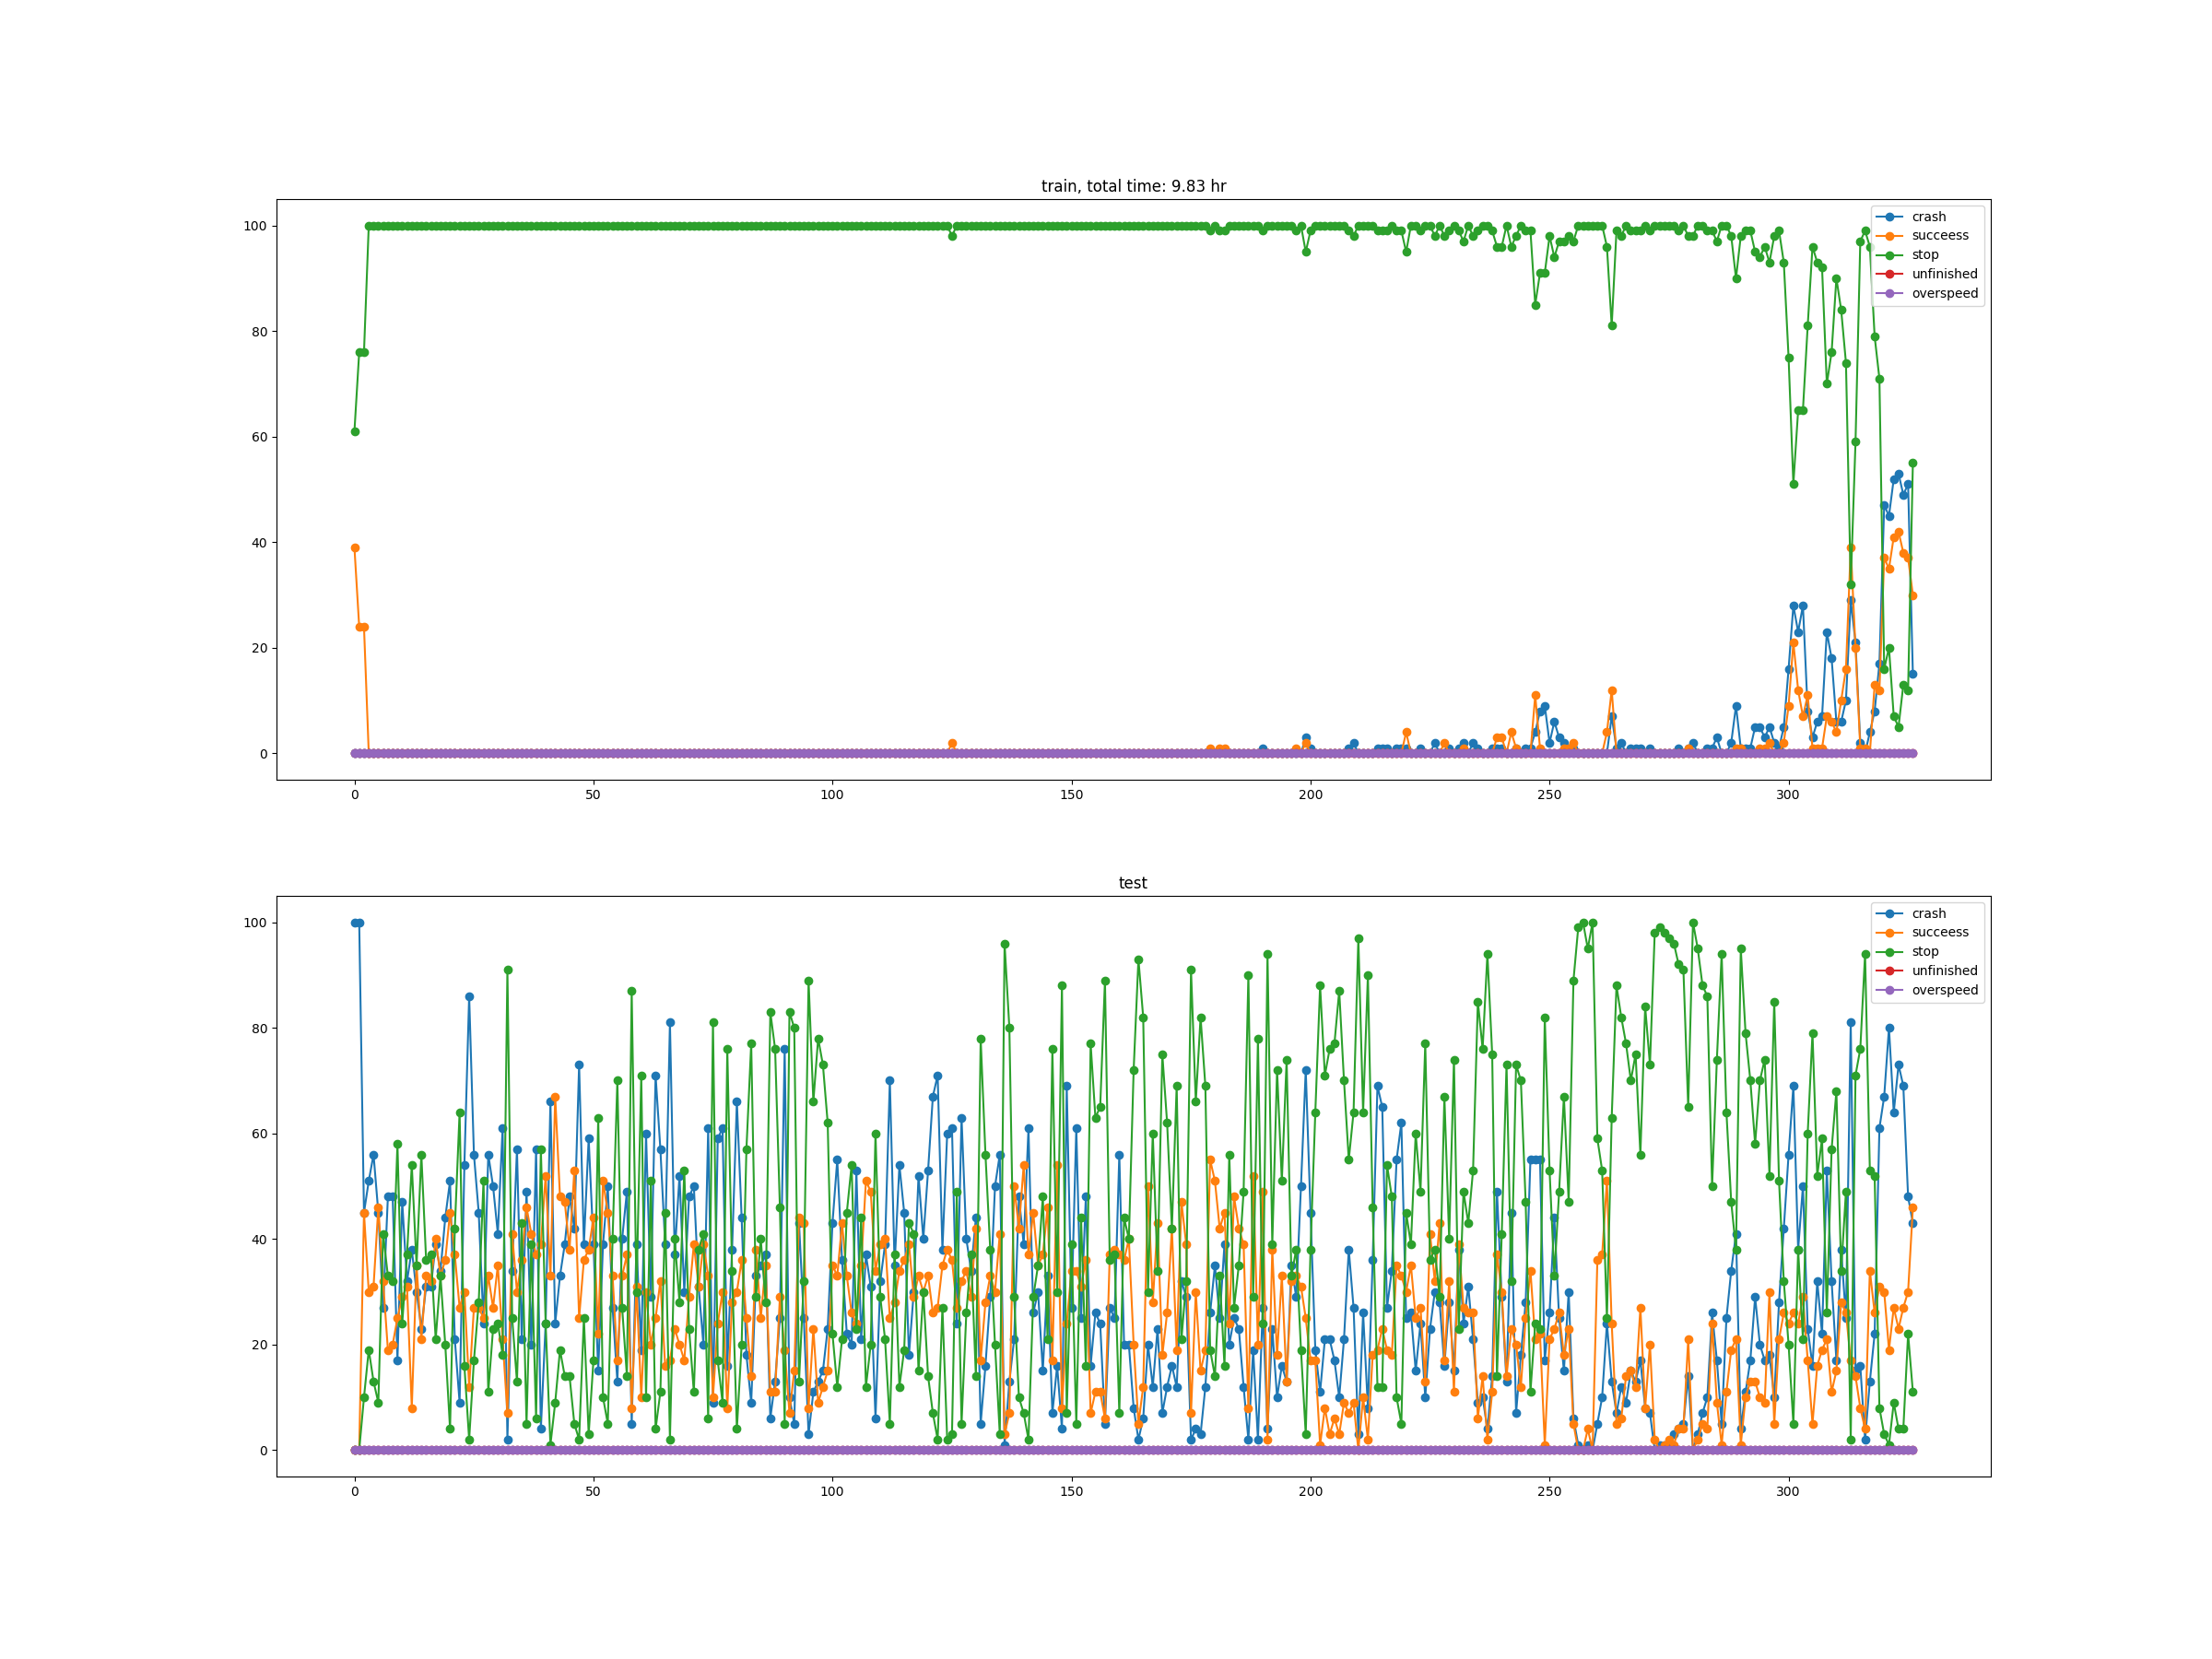 train, total time: 9.83 hr
100
80
60
40
20
0
0 50 100 150 200 250 300
crash
succeess
stop
unfinished
overspeed
test
100
80
60
40
20
0
0 50 100 150 200 250 300
crash
succeess
stop
unfinished
overspeed